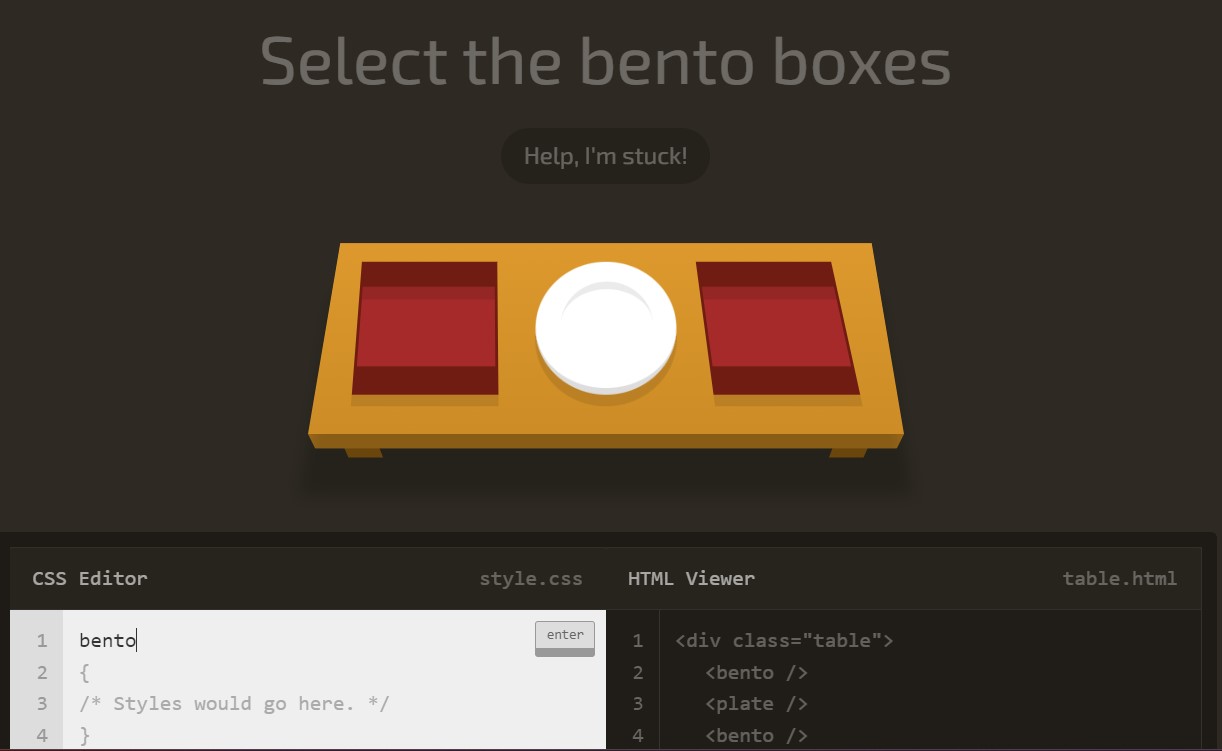 Select the bento boxes
Help, I'm stuck!
CSS Editor
style.css
1 bento
enter
2 {
3 /* Styles would go here. */
4 }
HTML Viewer
table.html
1 <div class="table">
2 <bento />
3 <plate />
4 <bento />